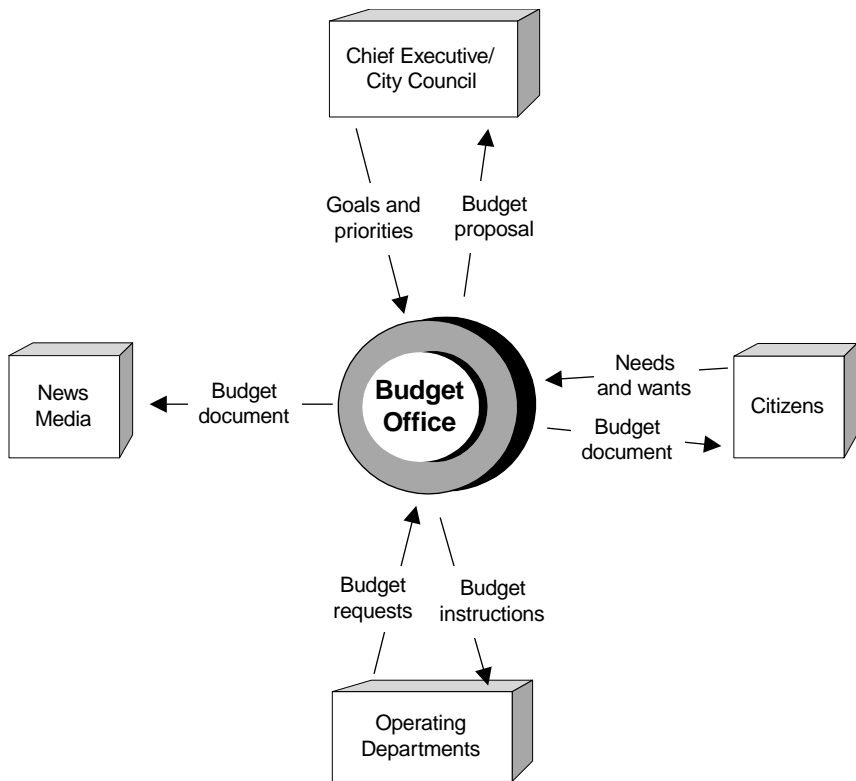 Chief Executive/
City Council
Goals and
priorities
Budget
proposal
News
Media
Budget
document
Budget
Office
Needs
and wants
Budget
document
Citizens
Budget
requests
Budget
instructions
Operating
Departments